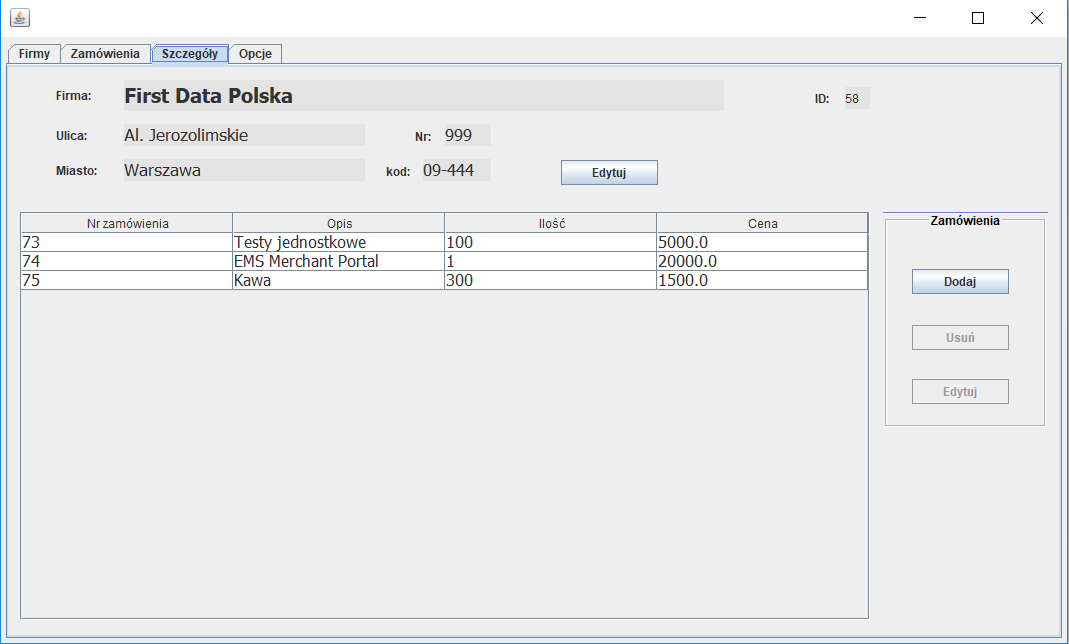 Firmy Zamówienia Szczegóły Opcje
Firma: First Data Polska ID: 58
Ulica: Al. Jerozolimskie Nr: 999
Miasto: Warszawa kod: 09-444 Edytuj
Nr zamówienia Opis Ilość Cena
73 Testy jednostkowe 100 5000.0
74 EMS Merchant Portal 1 20000.0
75 Kawa 300 1500.0
Zamówienia
Dodaj
Usuń
Edytuj